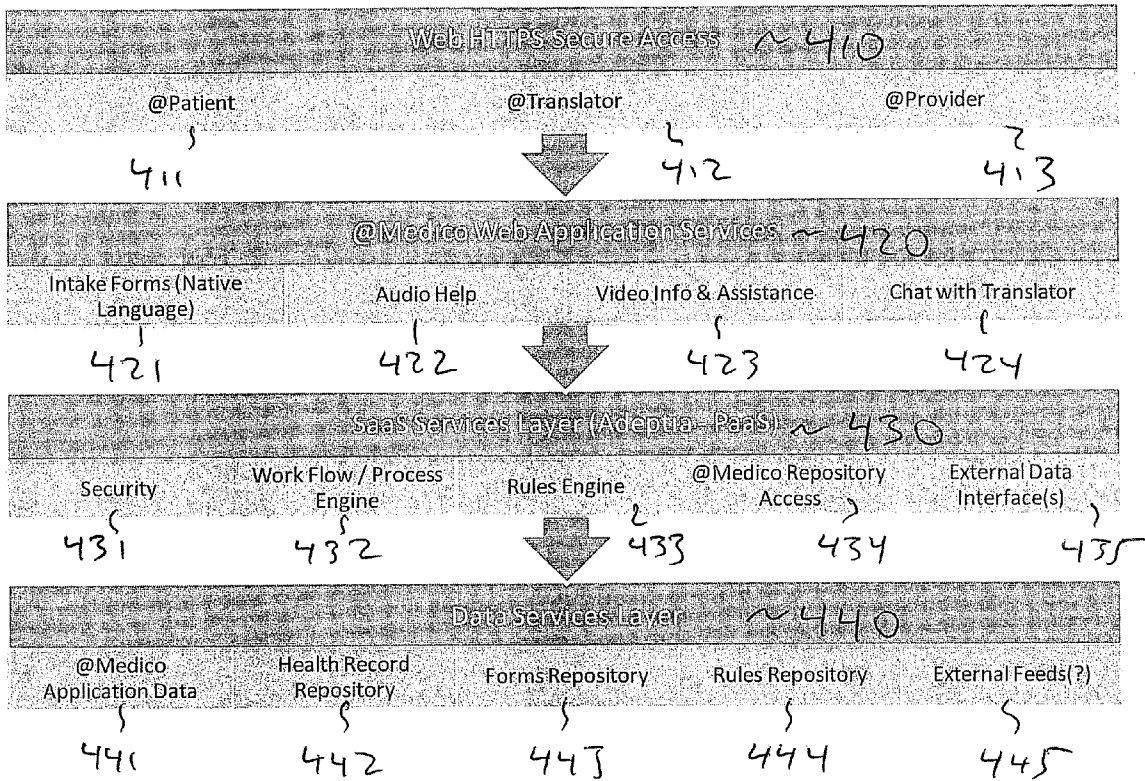 Web HTTPS Secure Access ~410
@Patient @Translator @Provider
411 412 413
@Medico Web Application Services ~420
Intake Forms (Native
Language) Audio Help Video Info & Assistance Chat with Translator
421 422 423 424
SaaS Services Layer (Adeptia - PaaS) ~430
Security Work Flow / Process
Engine Rules Engine @Medico Repository
Access External Data
Interface(s)
431 432 433 434 435
Data Services Layer ~440
@Medico
Application Data Health Record
Repository Forms Repository Rules Repository External Feeds(?)
441 442 443 444 445